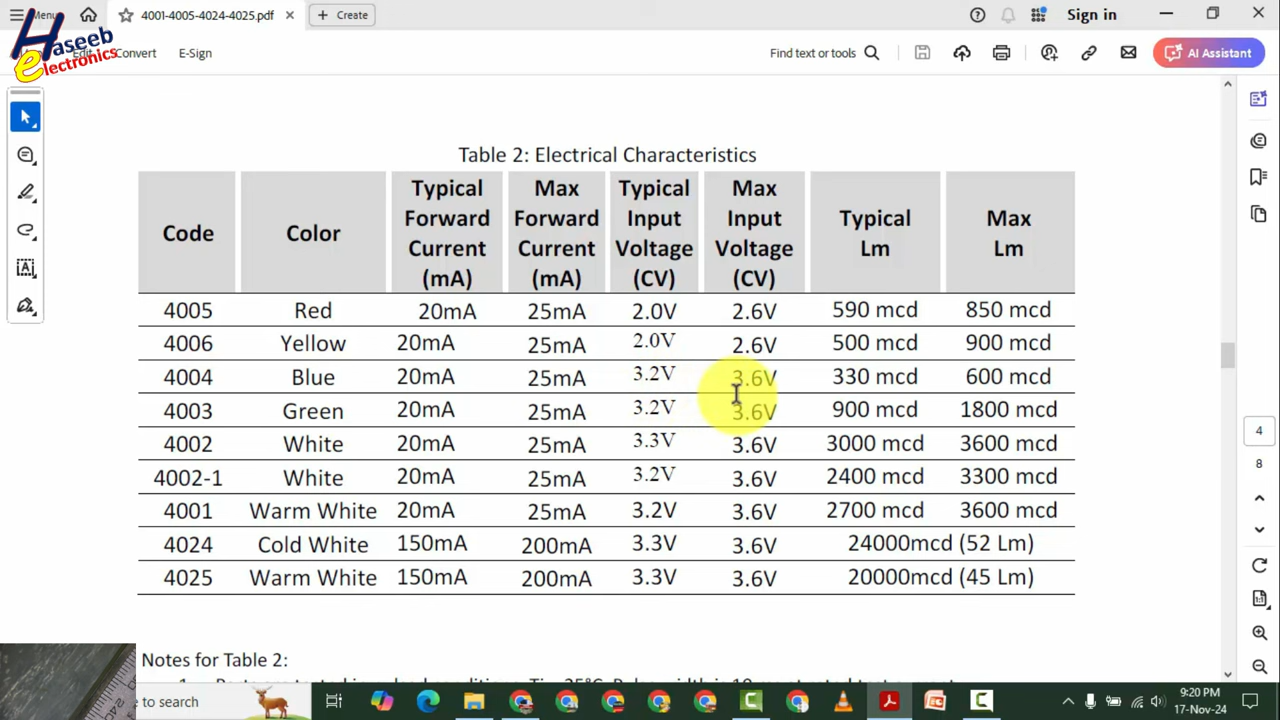 Menu
4001-4005-4024-4025.pdf
Create
Sign in
Haseeb
electronics
Edit Convert E-Sign
Find text or tools
AI Assistant
Table 2: Electrical Characteristics
Code Color Typical Forward Current (mA) Max Forward Current (mA) Typical Input Voltage (CV) Max Input Voltage (CV) Typical Lm Max Lm
4005 Red 20mA 25mA 2.0V 2.6V 590 mcd 850 mcd
4006 Yellow 20mA 25mA 2.0V 2.6V 500 mcd 900 mcd
4004 Blue 20mA 25mA 3.2V 3.6V 330 mcd 600 mcd
4003 Green 20mA 25mA 3.2V 3.6V 900 mcd 1800 mcd
4002 White 20mA 25mA 3.3V 3.6V 3000 mcd 3600 mcd
4002-1 White 20mA 25mA 3.2V 3.6V 2400 mcd 3300 mcd
4001 Warm White 20mA 25mA 3.2V 3.6V 2700 mcd 3600 mcd
4024 Cold White 150mA 200mA 3.3V 3.6V 24000mcd (52 Lm)
4025 Warm White 150mA 200mA 3.3V 3.6V 20000mcd (45 Lm)
4
8
Notes for Table 2:
to search
9:20 PM
17-Nov-24